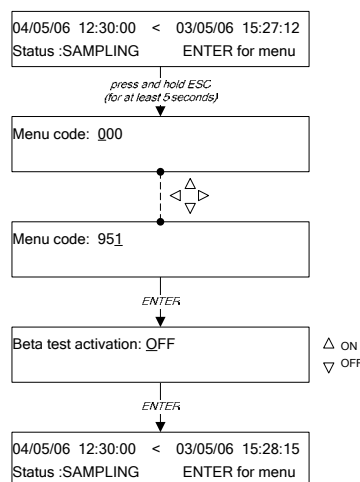 04/05/06 12:30:00 < 03/05/06 15:27:12
Status :SAMPLING ENTER for menu
press and hold ESC
(for at least 5 seconds)
Menu code: 000
Menu code: 951
ENTER
Beta test activation: OFF
ON
OFF
ENTER
04/05/06 12:30:00 < 03/05/06 15:28:15
Status :SAMPLING ENTER for menu